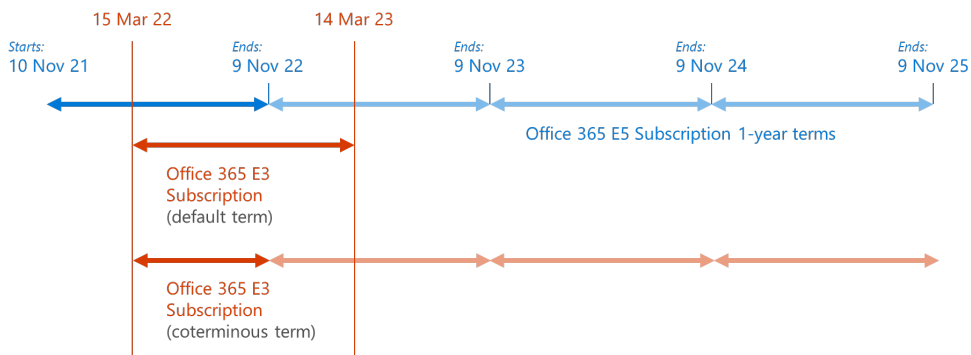 15 Mar 22
14 Mar 23
Starts:
10 Nov 21
Ends:
9 Nov 22
Ends:
9 Nov 23
Ends:
9 Nov 24
Ends:
9 Nov 25
Office 365 E5 Subscription 1-year terms
Office 365 E3
Subscription
(default term)
Office 365 E3
Subscription
(coterminous term)